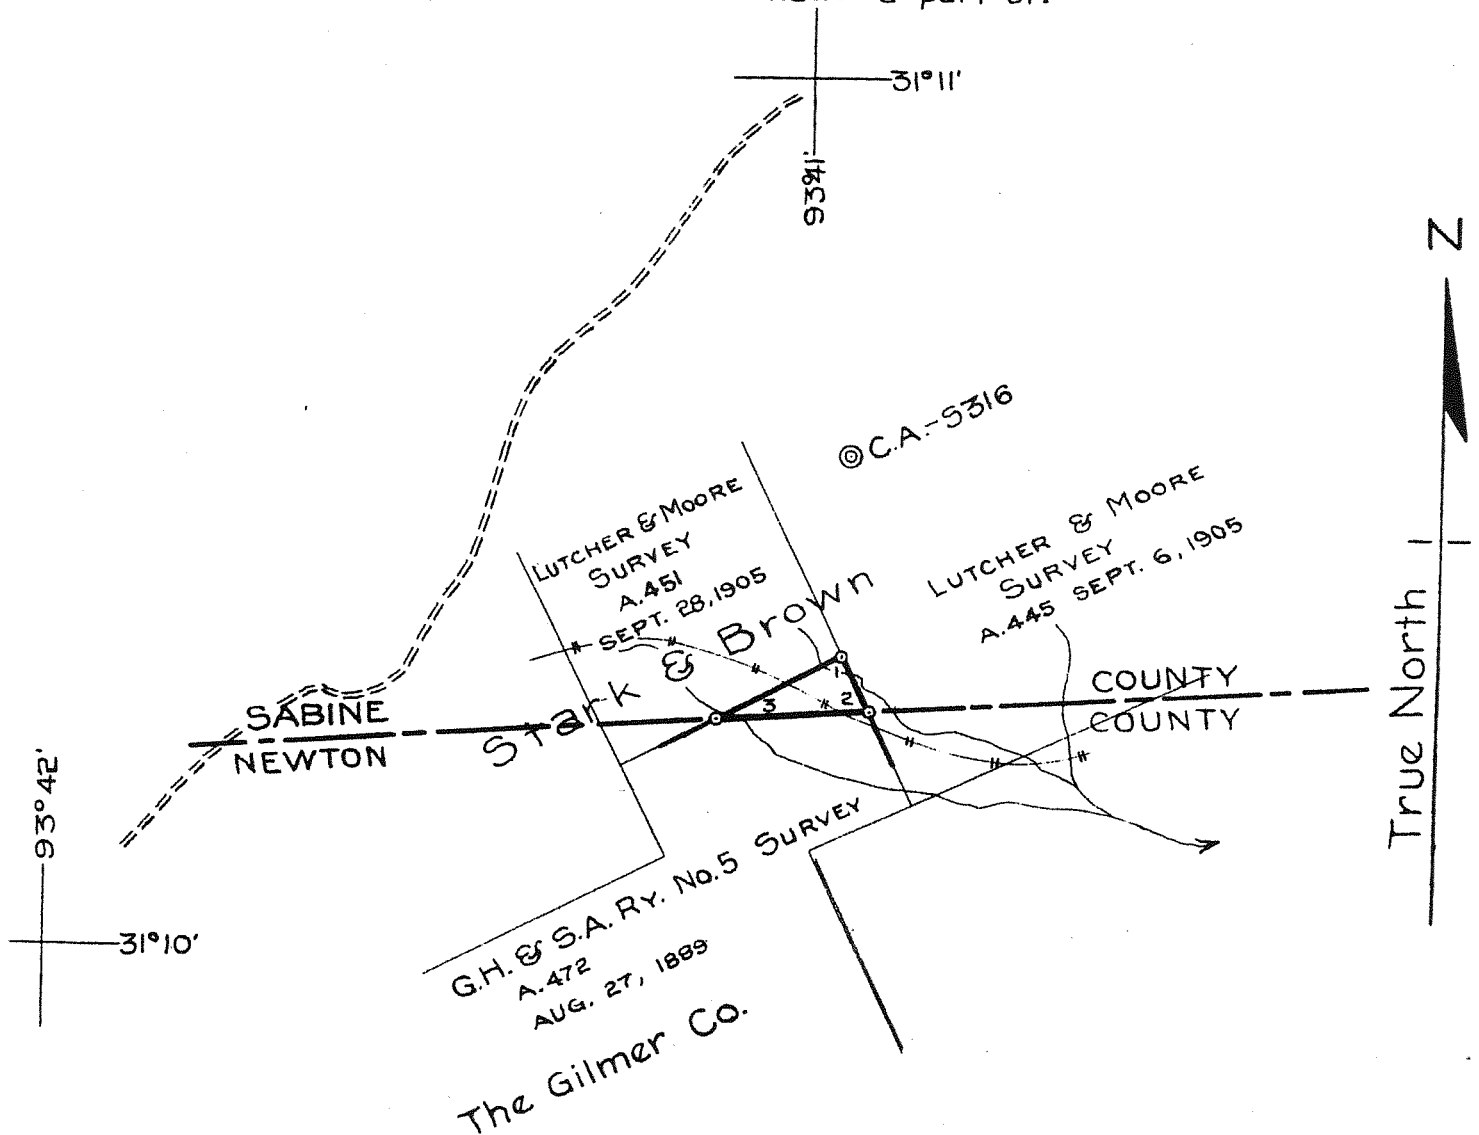 31°11'
93°41'
N
C.A.-S316
LUTCHER & MOORE
SURVEY
A.451
SEPT. 28, 1905
LUTCHER & MOORE
SURVEY
A.445 SEPT. 6, 1905
Stark & Brown
1
2
3
SABINE COUNTY
NEWTON COUNTY
True North
93°42'
31°10'
G.H. & S.A. RY. No.5 SURVEY
A.472
AUG. 27, 1889
The Gilmer Co.